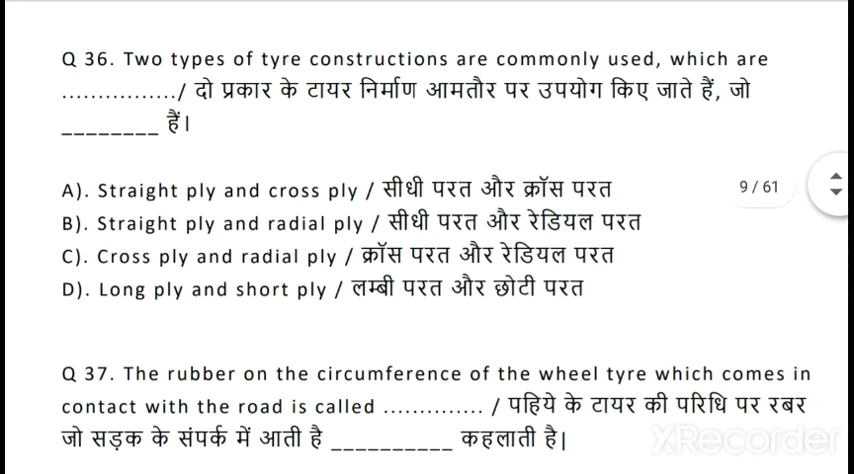 Q 36. Two types of tyre constructions are commonly used, which are
................/ दो प्रकार के टायर निर्माण आमतौर पर उपयोग किए जाते हैं, जो
________ हैं।
A). Straight ply and cross ply / सीधी परत और क्रॉस परत
9 / 61
B). Straight ply and radial ply / सीधी परत और रेडियल परत
C). Cross ply and radial ply / क्रॉस परत और रेडियल परत
D). Long ply and short ply / लम्बी परत और छोटी परत
Q 37. The rubber on the circumference of the wheel tyre which comes in
contact with the road is called ............... / पहिये के टायर की परिधि पर रबर
जो सड़क के संपर्क में आती है __________ कहलाती है|
XRecorder